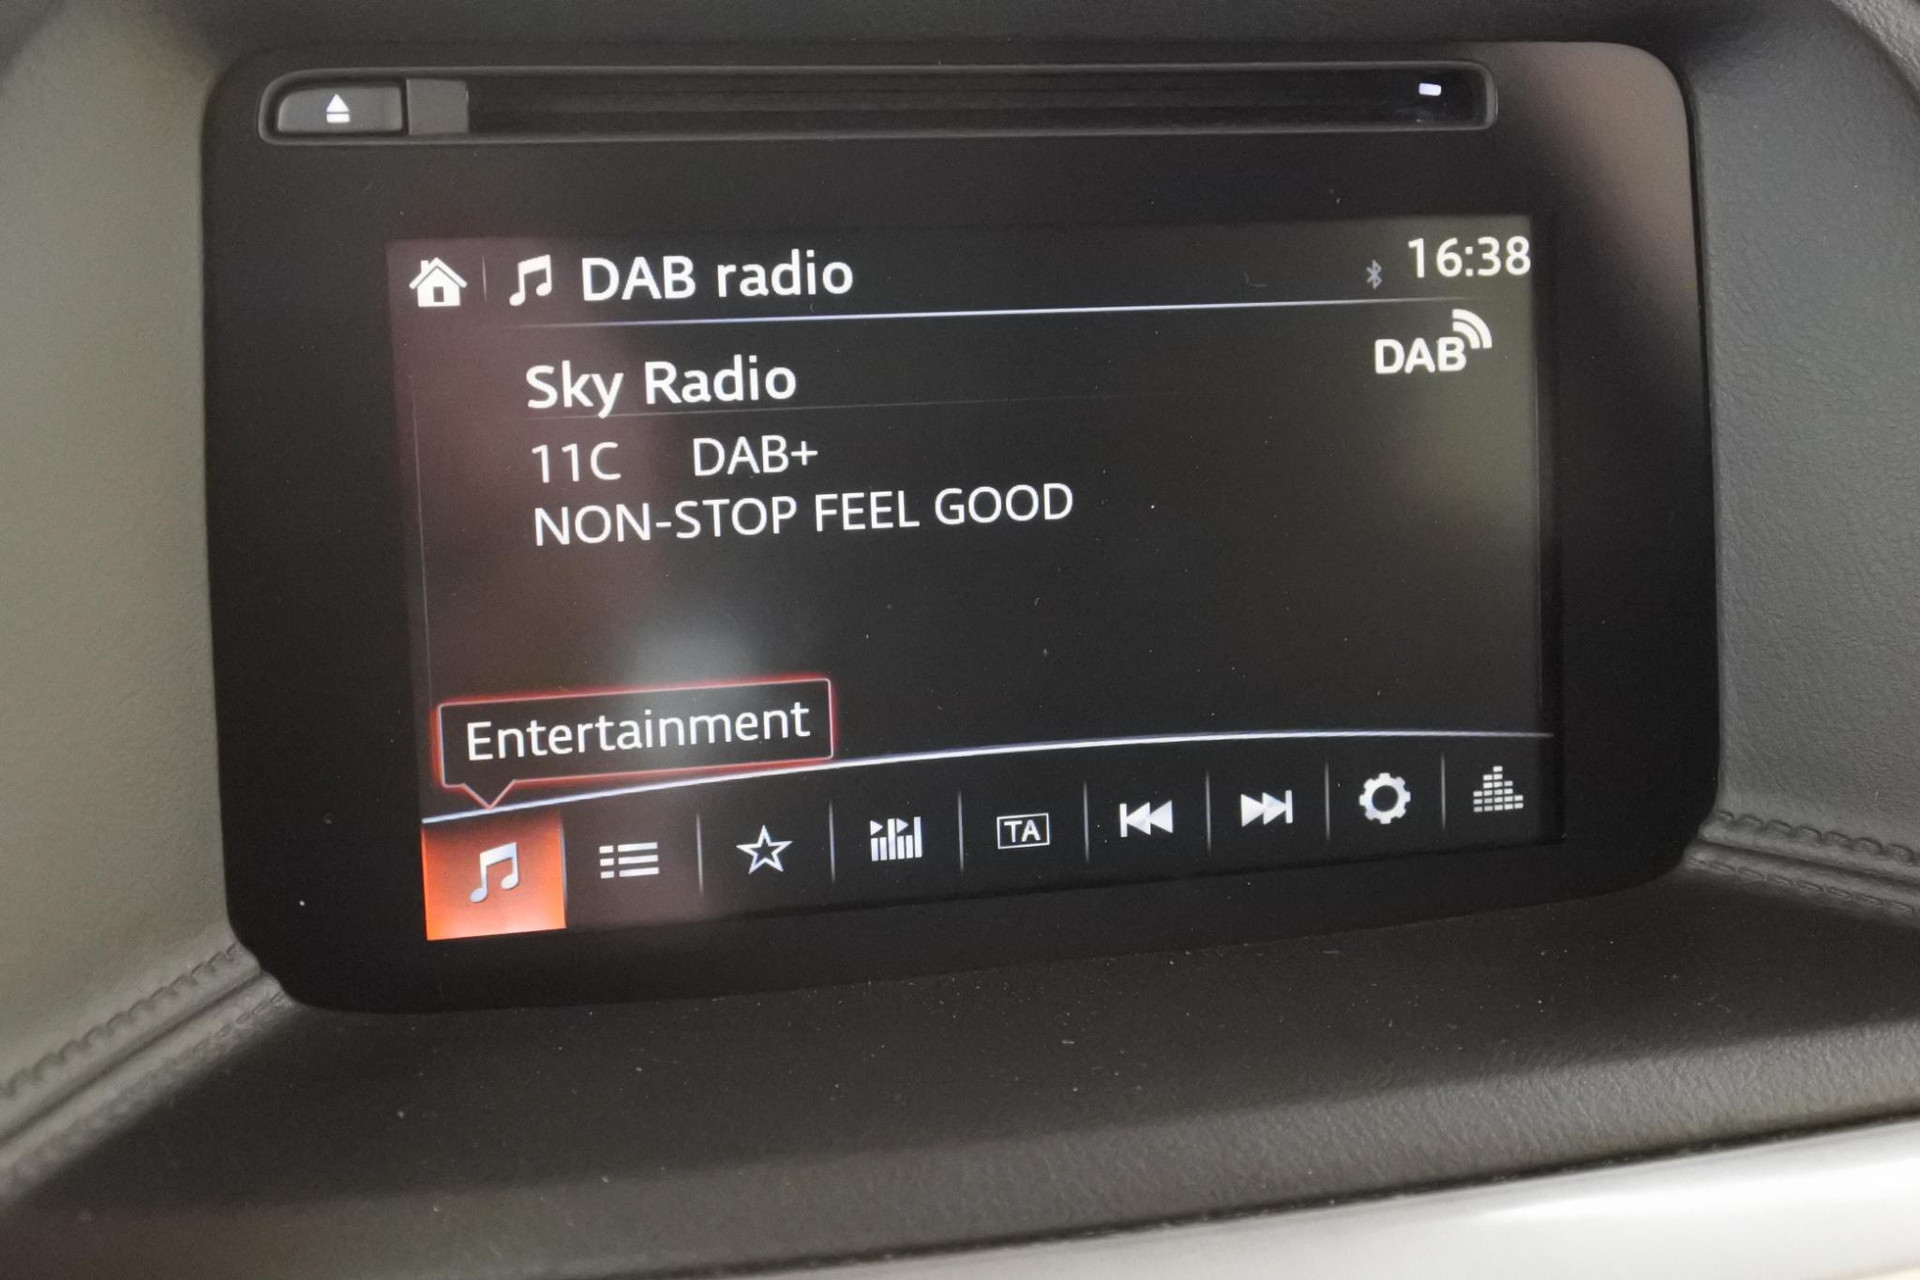 DAB radio
16:38
Sky Radio
DAB
11C DAB+
NON-STOP FEEL GOOD
Entertainment
TA